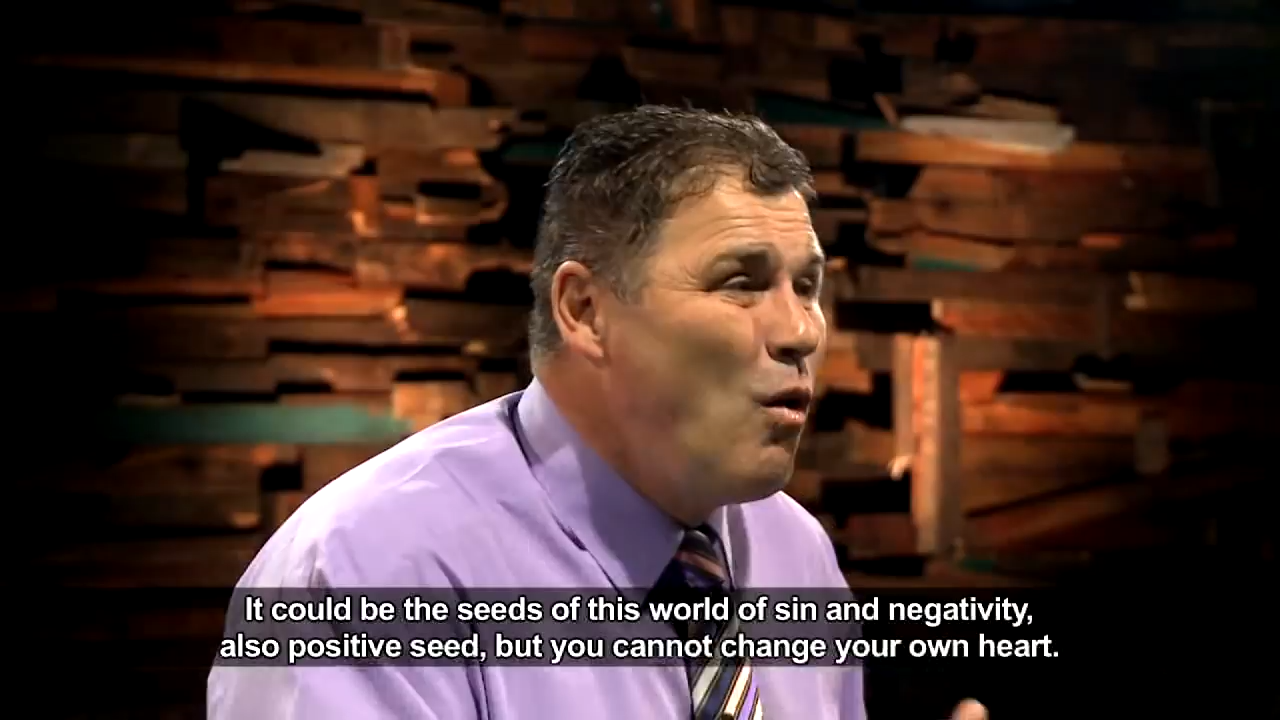 It could be the seeds of this world of sin and negativity,
also positive seed, but you cannot change your own heart.